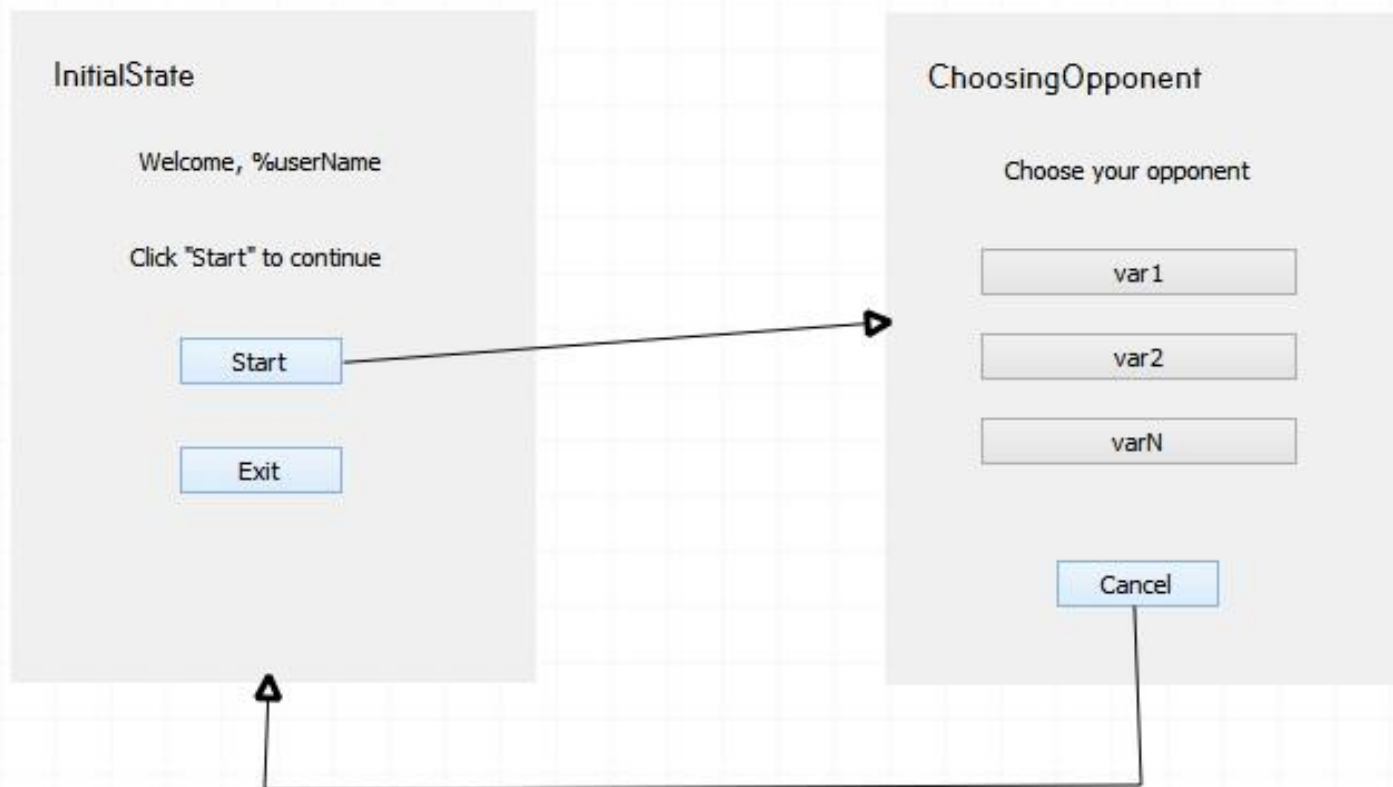 InitialState
Welcome, %userName
Click "Start" to continue
Start
Exit
ChoosingOpponent
Choose your opponent
var1
var2
varN
Cancel